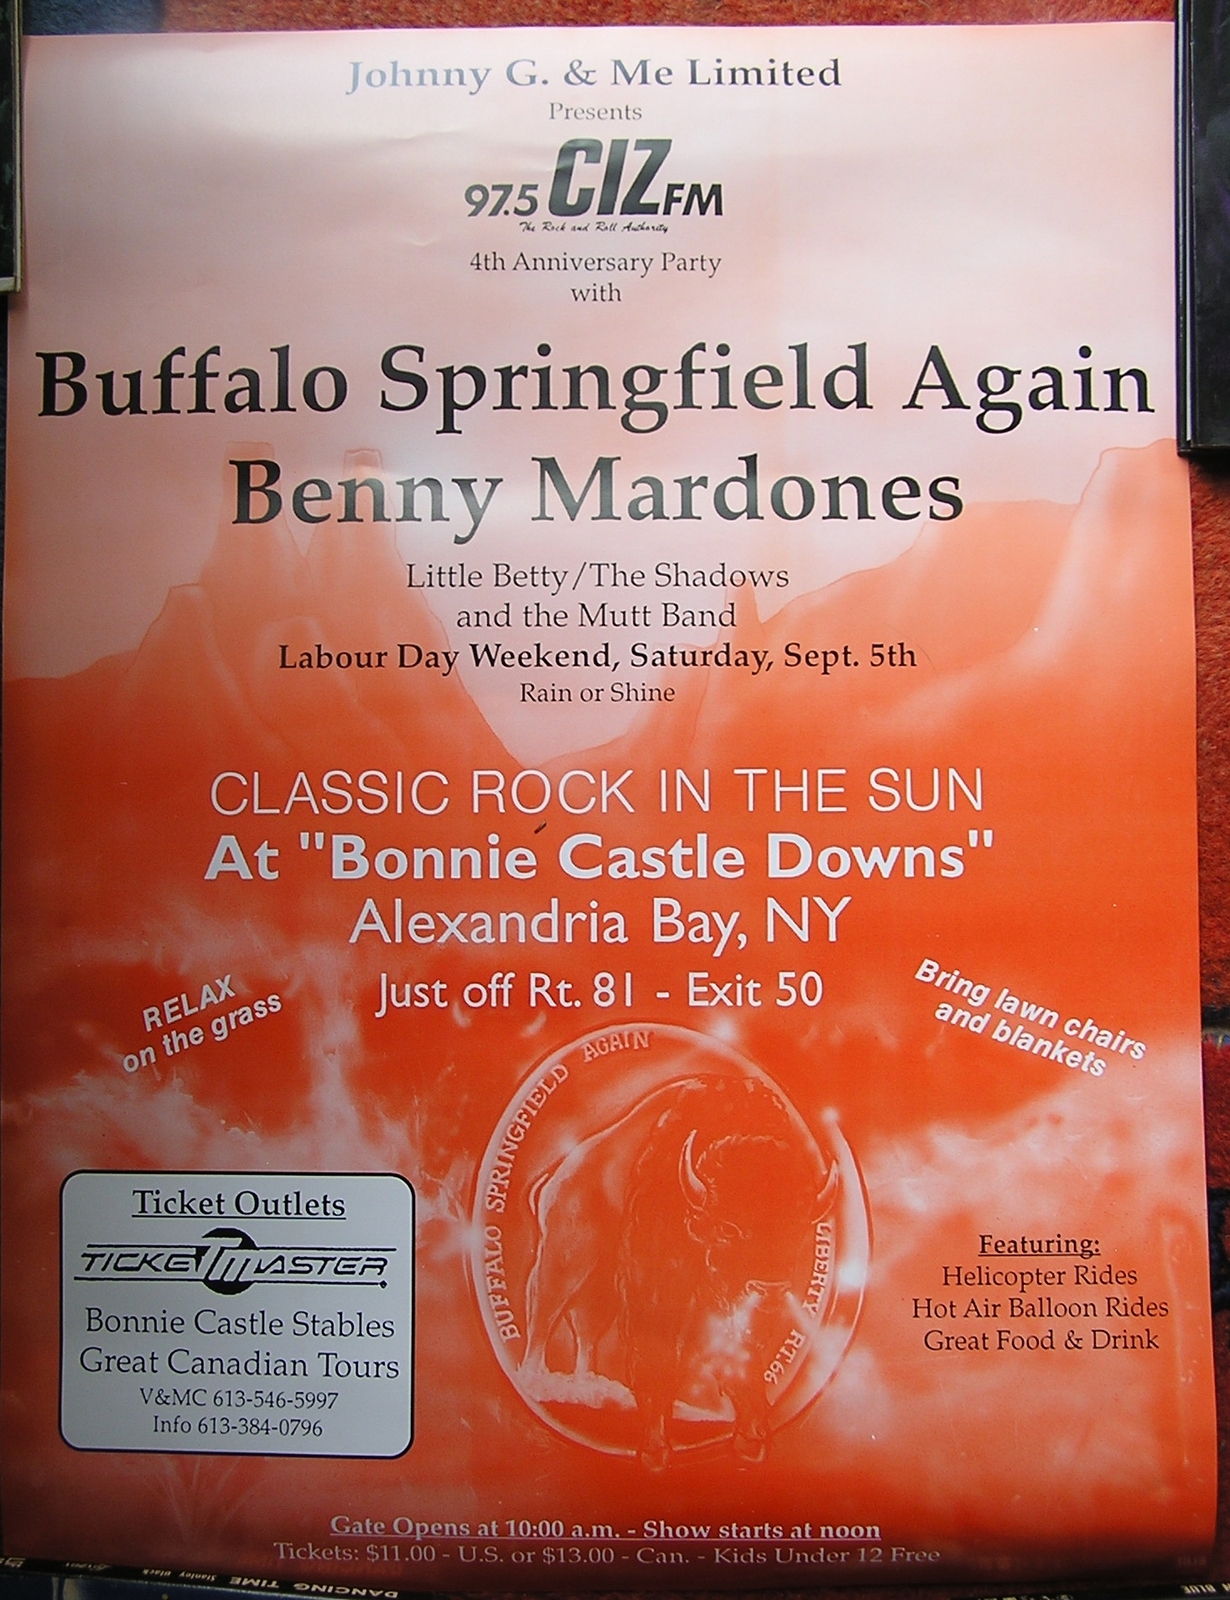 Johnny G. & Me Limited
Presents
97.5 CIZ FM
The Rock and Roll Authority
4th Anniversary Party
with
Buffalo Springfield Again
Benny Mardones
Little Betty/The Shadows
and the Mutt Band
Labour Day Weekend, Saturday, Sept. 5th
Rain or Shine
CLASSIC ROCK IN THE SUN
At "Bonnie Castle Downs"
Alexandria Bay, NY
Just off Rt. 81 - Exit 50
RELAX
on the grass
Bring lawn chairs
and blankets
BUFFALO SPRINGFIELD AGAIN
LIBERTY RT.66
Ticket Outlets
TICKETMASTER
Bonnie Castle Stables
Great Canadian Tours
V&MC 613-546-5997
Info 613-384-0796
Featuring:
Helicopter Rides
Hot Air Balloon Rides
Great Food & Drink
Gate Opens at 10:00 a.m. - Show starts at noon
Tickets: $11.00 - U.S. or $13.00 - Can. - Kids Under 12 Free
DANCING TIME Stanley Black